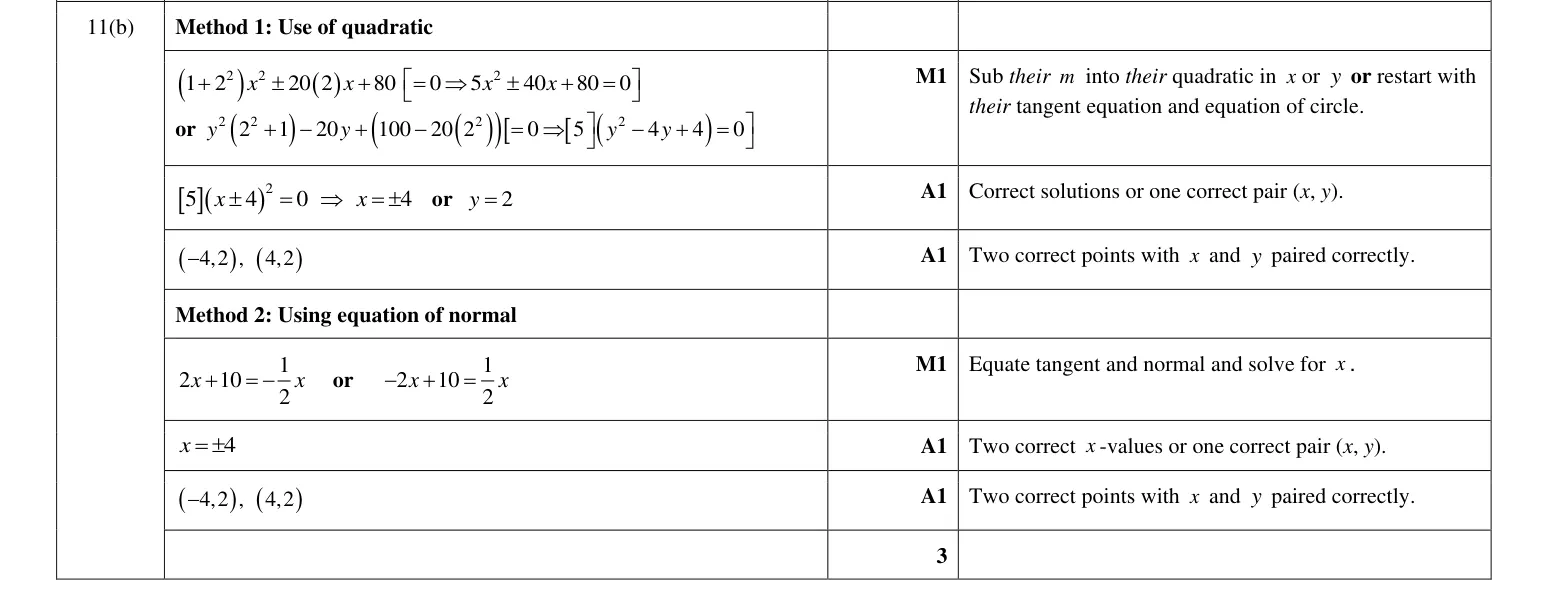 11(b) Method 1: Use of quadratic
(1+2²)x² ± 20(2)x + 80 [= 0 ⇒ 5x² ± 40x + 80 = 0] M1 Sub their m into their quadratic in x or y or restart with
or y²(2² + 1) − 20y + (100 − 20(2²))[= 0 ⇒ [5](y² − 4y + 4) = 0] their tangent equation and equation of circle.
[5](x ± 4)² = 0 ⇒ x = ±4 or y = 2 A1 Correct solutions or one correct pair (x, y).
(−4, 2), (4, 2) A1 Two correct points with x and y paired correctly.
Method 2: Using equation of normal
2x + 10 = −1/2 x or −2x + 10 = 1/2 x M1 Equate tangent and normal and solve for x.
x = ±4 A1 Two correct x-values or one correct pair (x, y).
(−4, 2), (4, 2) A1 Two correct points with x and y paired correctly.
3